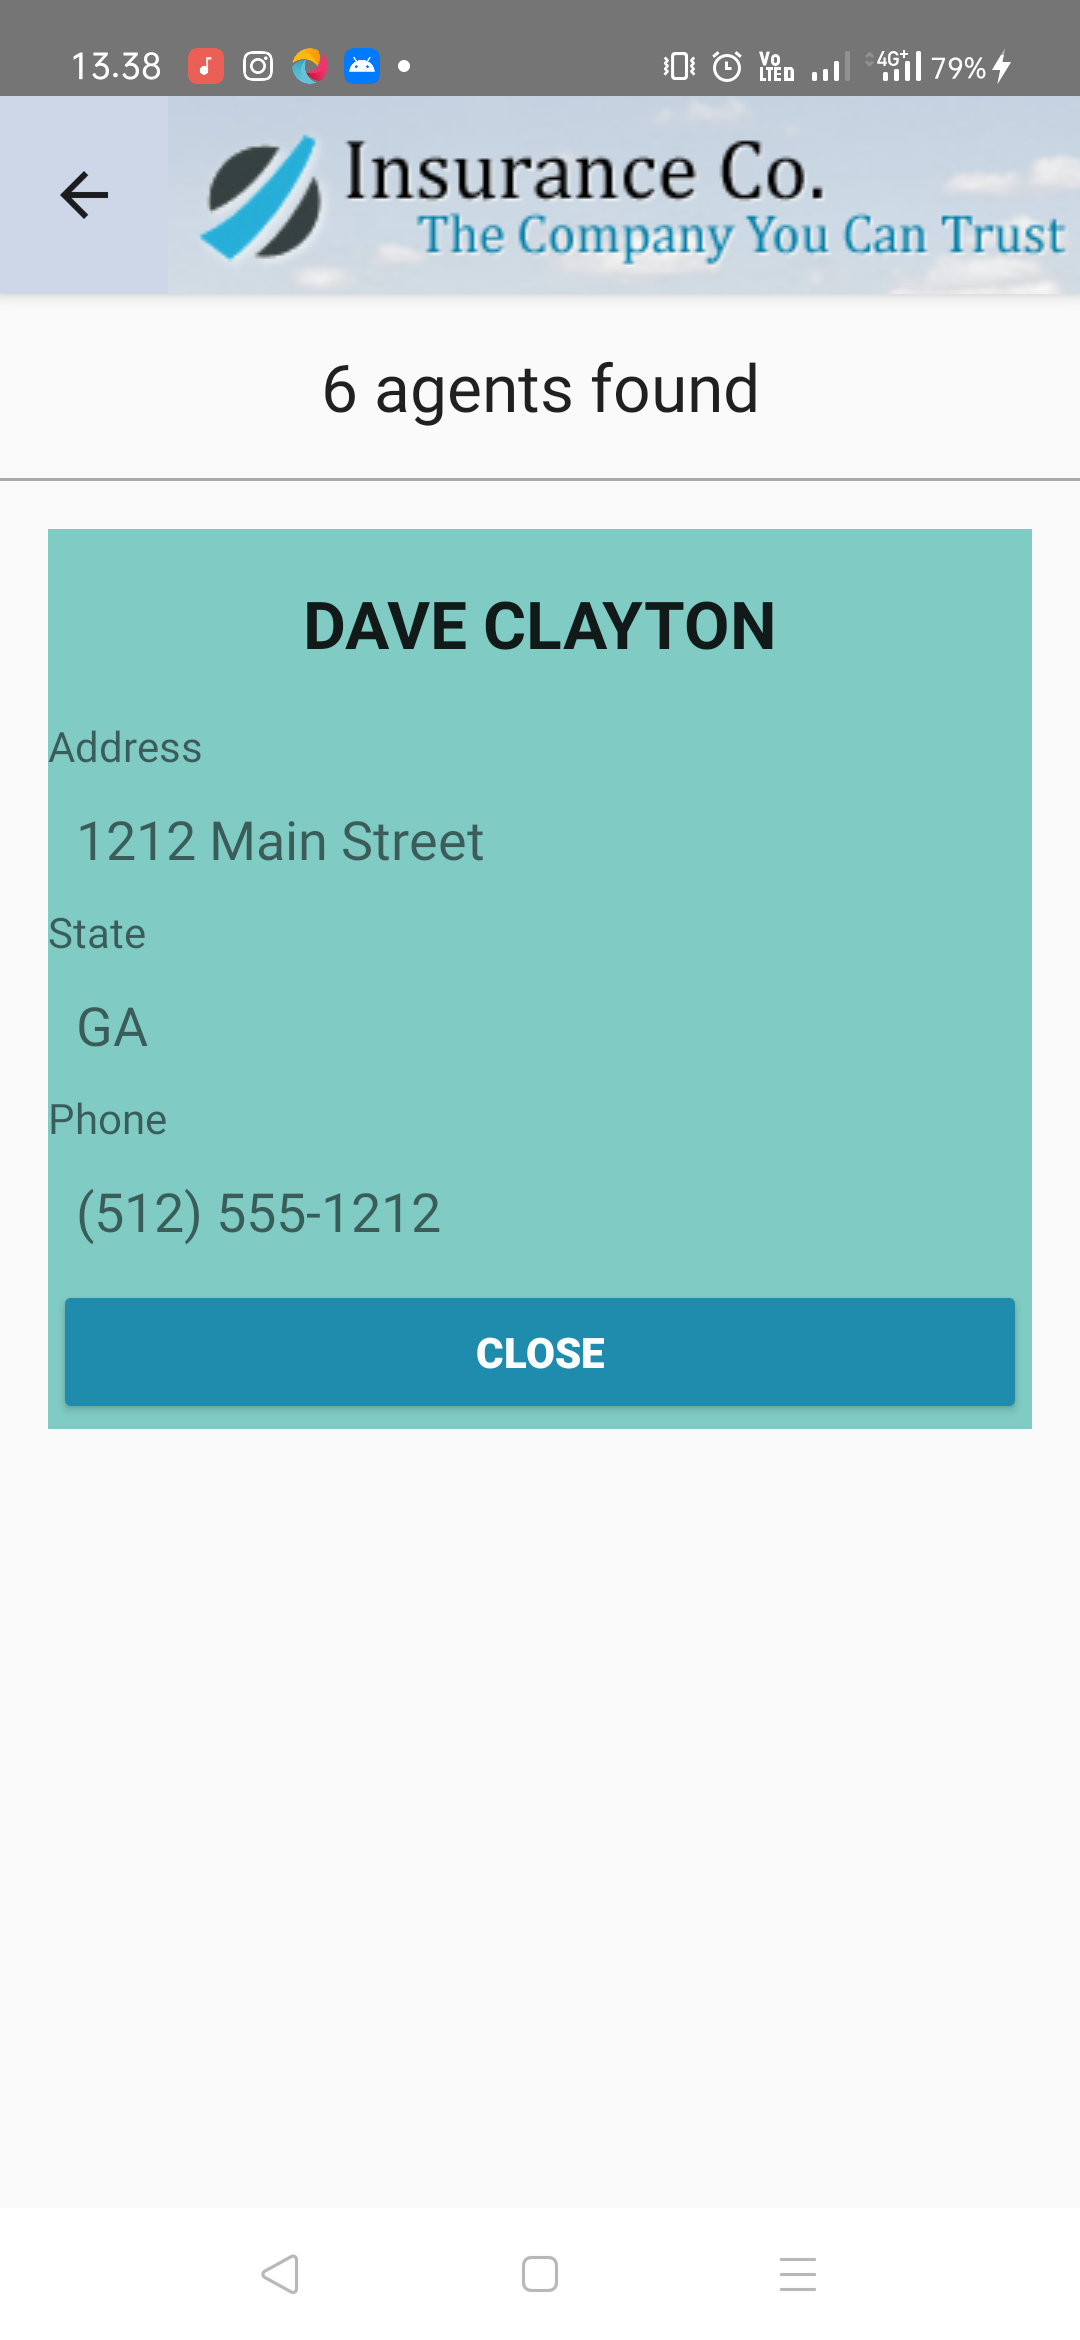 13.38 Vo LTED 4G+ 79%
Insurance Co.
The Company You Can Trust
6 agents found
DAVE CLAYTON
Address
1212 Main Street
State
GA
Phone
(512) 555-1212
CLOSE